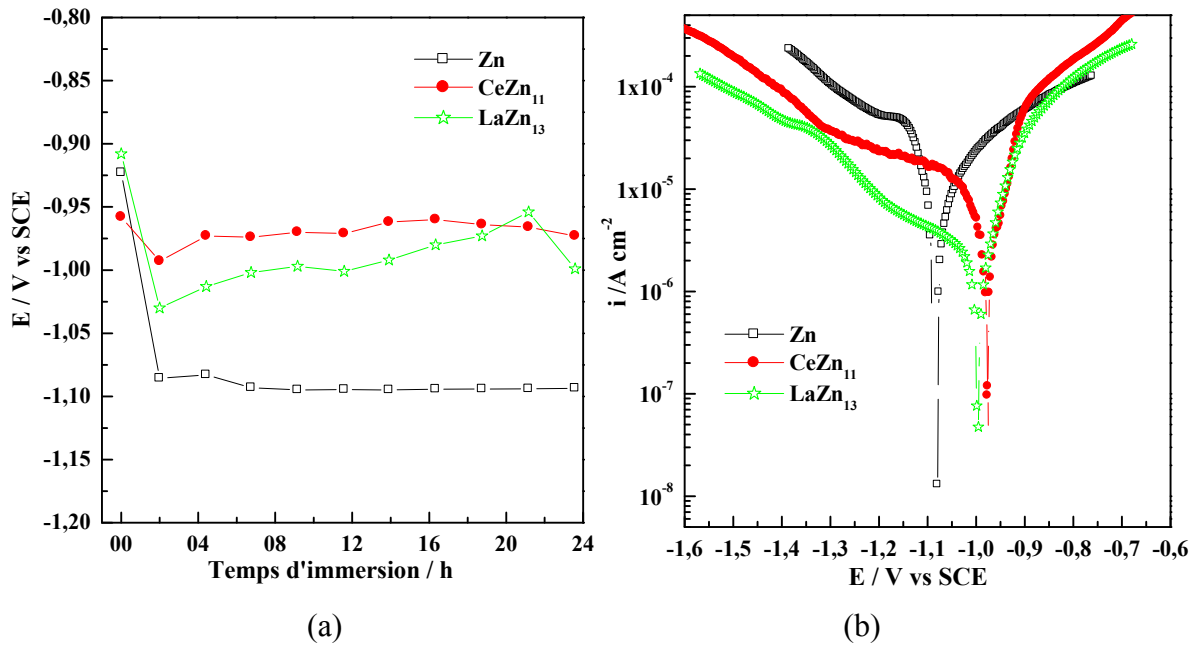 -0,80
-0,85
-0,90
-0,95
-1,00
-1,05
-1,10
-1,15
-1,20
E / V vs SCE
Zn
CeZn₁₁
LaZn₁₃
00 04 08 12 16 20 24
Temps d'immersion / h
(a)
1x10⁻⁴
1x10⁻⁵
10⁻⁶
10⁻⁷
10⁻⁸
i /A cm⁻²
Zn
CeZn₁₁
LaZn₁₃
-1,6 -1,5 -1,4 -1,3 -1,2 -1,1 -1,0 -0,9 -0,8 -0,7 -0,6
E / V vs SCE
(b)